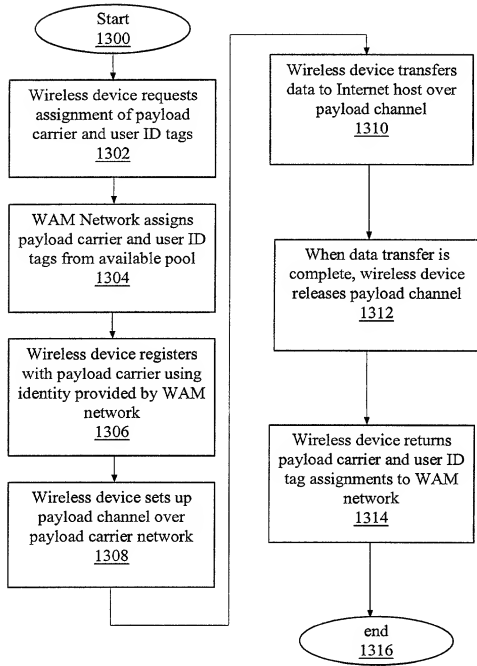 Start
1300
Wireless device requests
assignment of payload
carrier and user ID tags
1302
WAM Network assigns
payload carrier and user ID
tags from available pool
1304
Wireless device registers
with payload carrier using
identity provided by WAM
network
1306
Wireless device sets up
payload channel over
payload carrier network
1308
Wireless device transfers
data to Internet host over
payload channel
1310
When data transfer is
complete, wireless device
releases payload channel
1312
Wireless device returns
payload carrier and user ID
tag assignments to WAM
network
1314
end
1316